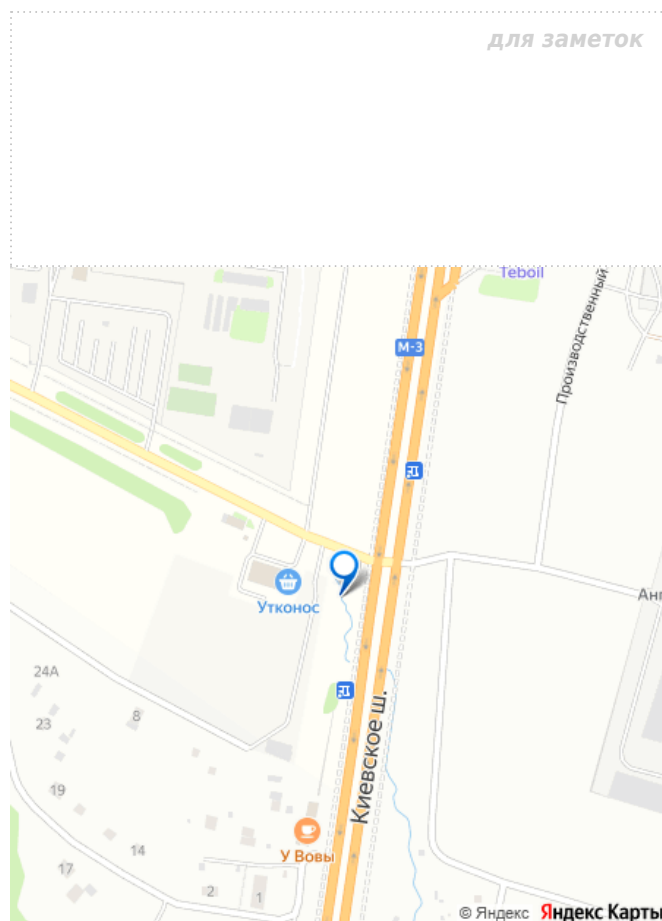 для заметок
Teboil
Производственный
М-3
Утконос
24А
8
23
19
Киевское ш.
У Вовы
14
17
2
1
© Яндекс Яндекс Карты